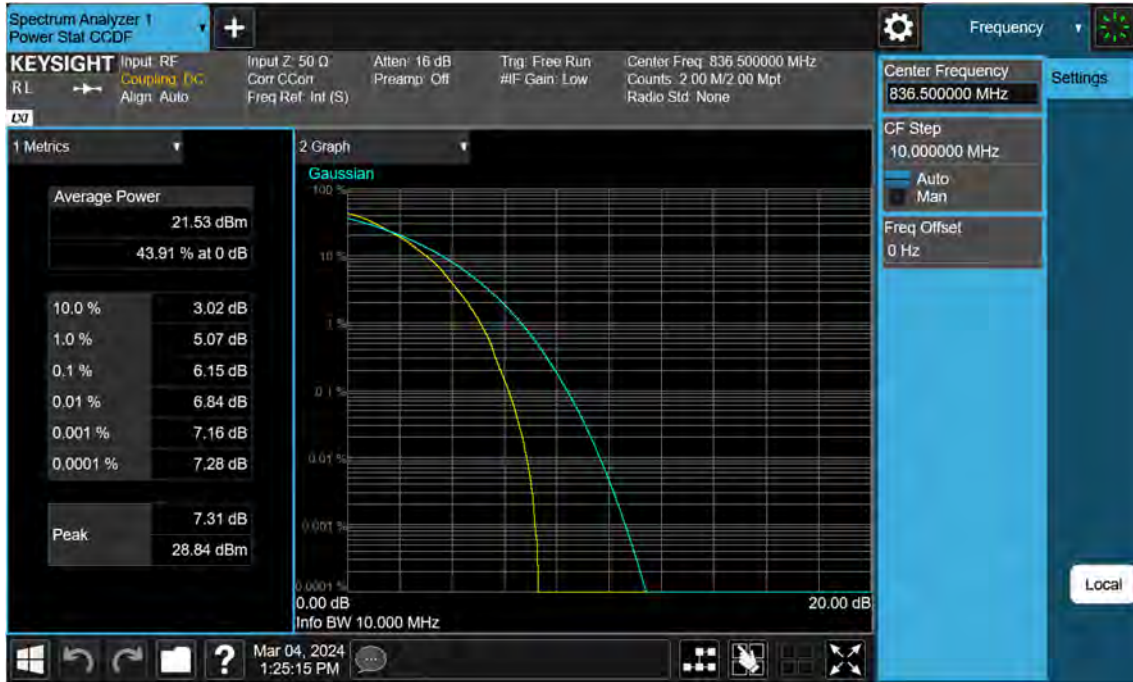 Spectrum Analyzer 1
Power Stat CCDF
+
Frequency
KEYSIGHT
RL
LXI
Input: RF
Coupling: DC
Align: Auto
Input Z: 50 Ω
Corr CCorr
Freq Ref: Int (S)
Atten: 16 dB
Preamp: Off
Trig: Free Run
#IF Gain: Low
Center Freq: 836.500000 MHz
Counts: 2.00 M/2.00 Mpt
Radio Std: None
Center Frequency
836.500000 MHz
Settings
CF Step
10.000000 MHz
Auto
Man
Freq Offset
0 Hz
1 Metrics
Average Power
21.53 dBm
43.91 % at 0 dB
10.0 % 3.02 dB
1.0 % 5.07 dB
0.1 % 6.15 dB
0.01 % 6.84 dB
0.001 % 7.16 dB
0.0001 % 7.28 dB
Peak 7.31 dB
28.84 dBm
2 Graph
Gaussian
100 %
10 %
1 %
0.1 %
0.01 %
0.001 %
0.0001 %
0.00 dB 20.00 dB
Info BW 10.000 MHz
Local
?
Mar 04, 2024
1:25:15 PM